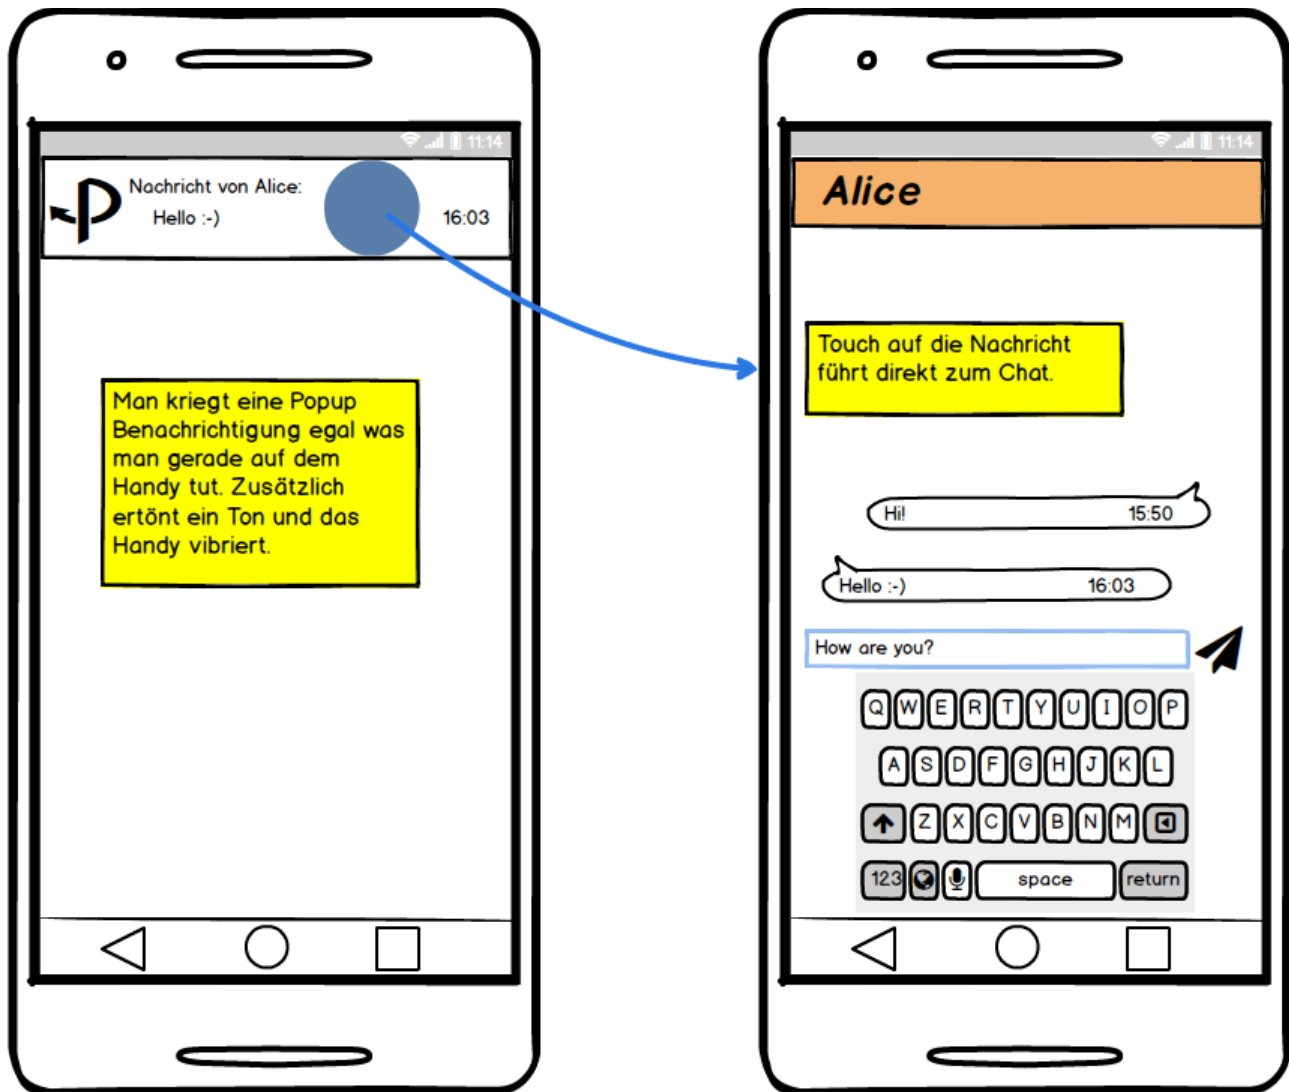 11:14
Nachricht von Alice:
Hello :-)
16:03
Man kriegt eine Popup
Benachrichtigung egal was
man gerade auf dem
Handy tut. Zusätzlich
ertönt ein Ton und das
Handy vibriert.
11:14
Alice
Touch auf die Nachricht
führt direkt zum Chat.
Hi! 15:50
Hello :-) 16:03
How are you?
Q W E R T Y U I O P
A S D F G H J K L
Z X C V B N M
123 space return